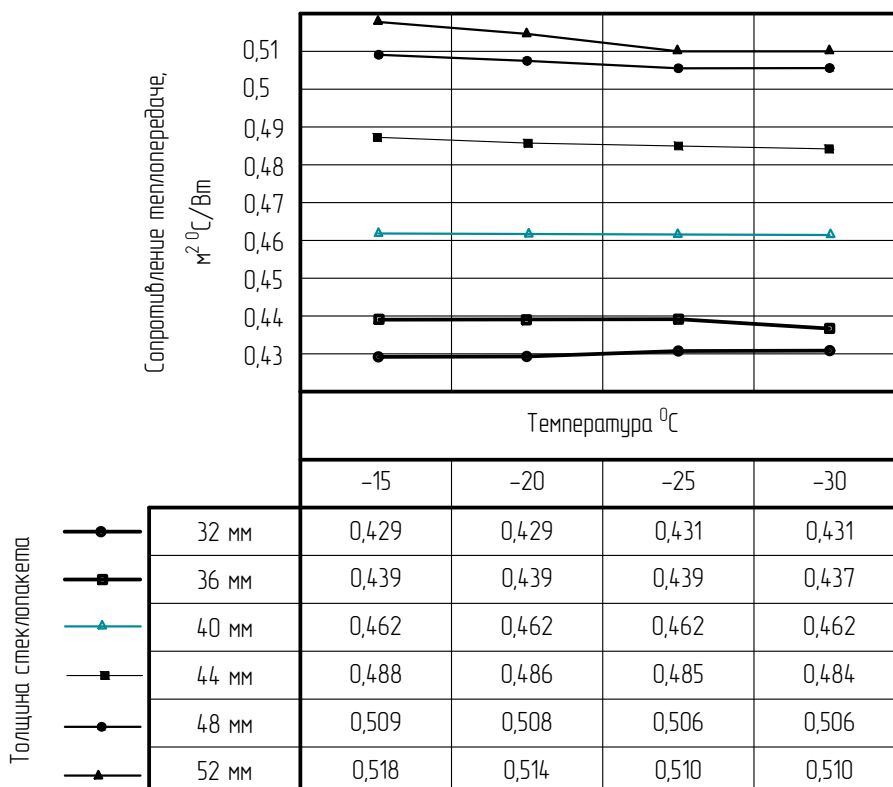 Сопротивление теплопередаче,
м² ⁰С/Вт
0,51
0,5
0,49
0,48
0,47
0,46
0,45
0,44
0,43
Температура ⁰С
-15 -20 -25 -30
Толщина стеклопакета
32 мм 0,429 0,429 0,431 0,431
36 мм 0,439 0,439 0,439 0,437
40 мм 0,462 0,462 0,462 0,462
44 мм 0,488 0,486 0,485 0,484
48 мм 0,509 0,508 0,506 0,506
52 мм 0,518 0,514 0,510 0,510